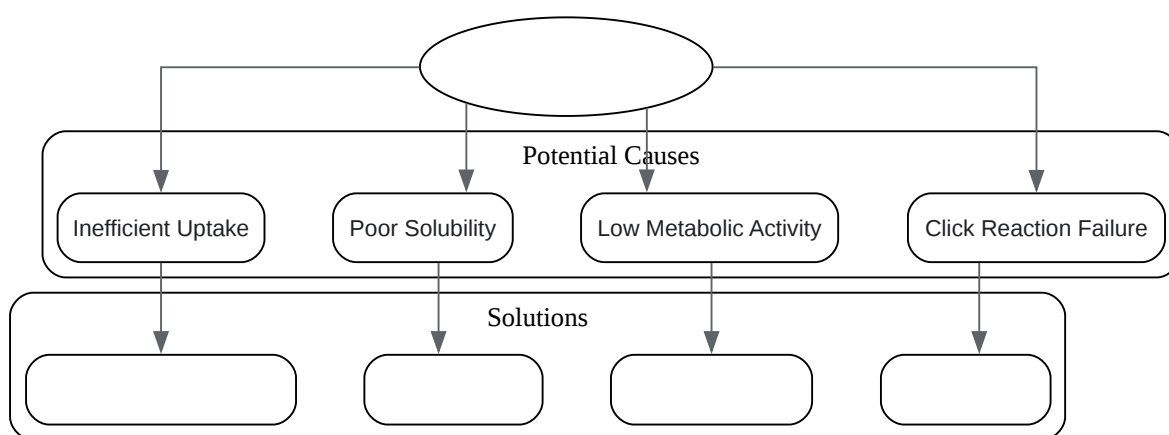 Potential Causes
Inefficient Uptake
Poor Solubility
Low Metabolic Activity
Click Reaction Failure
Solutions